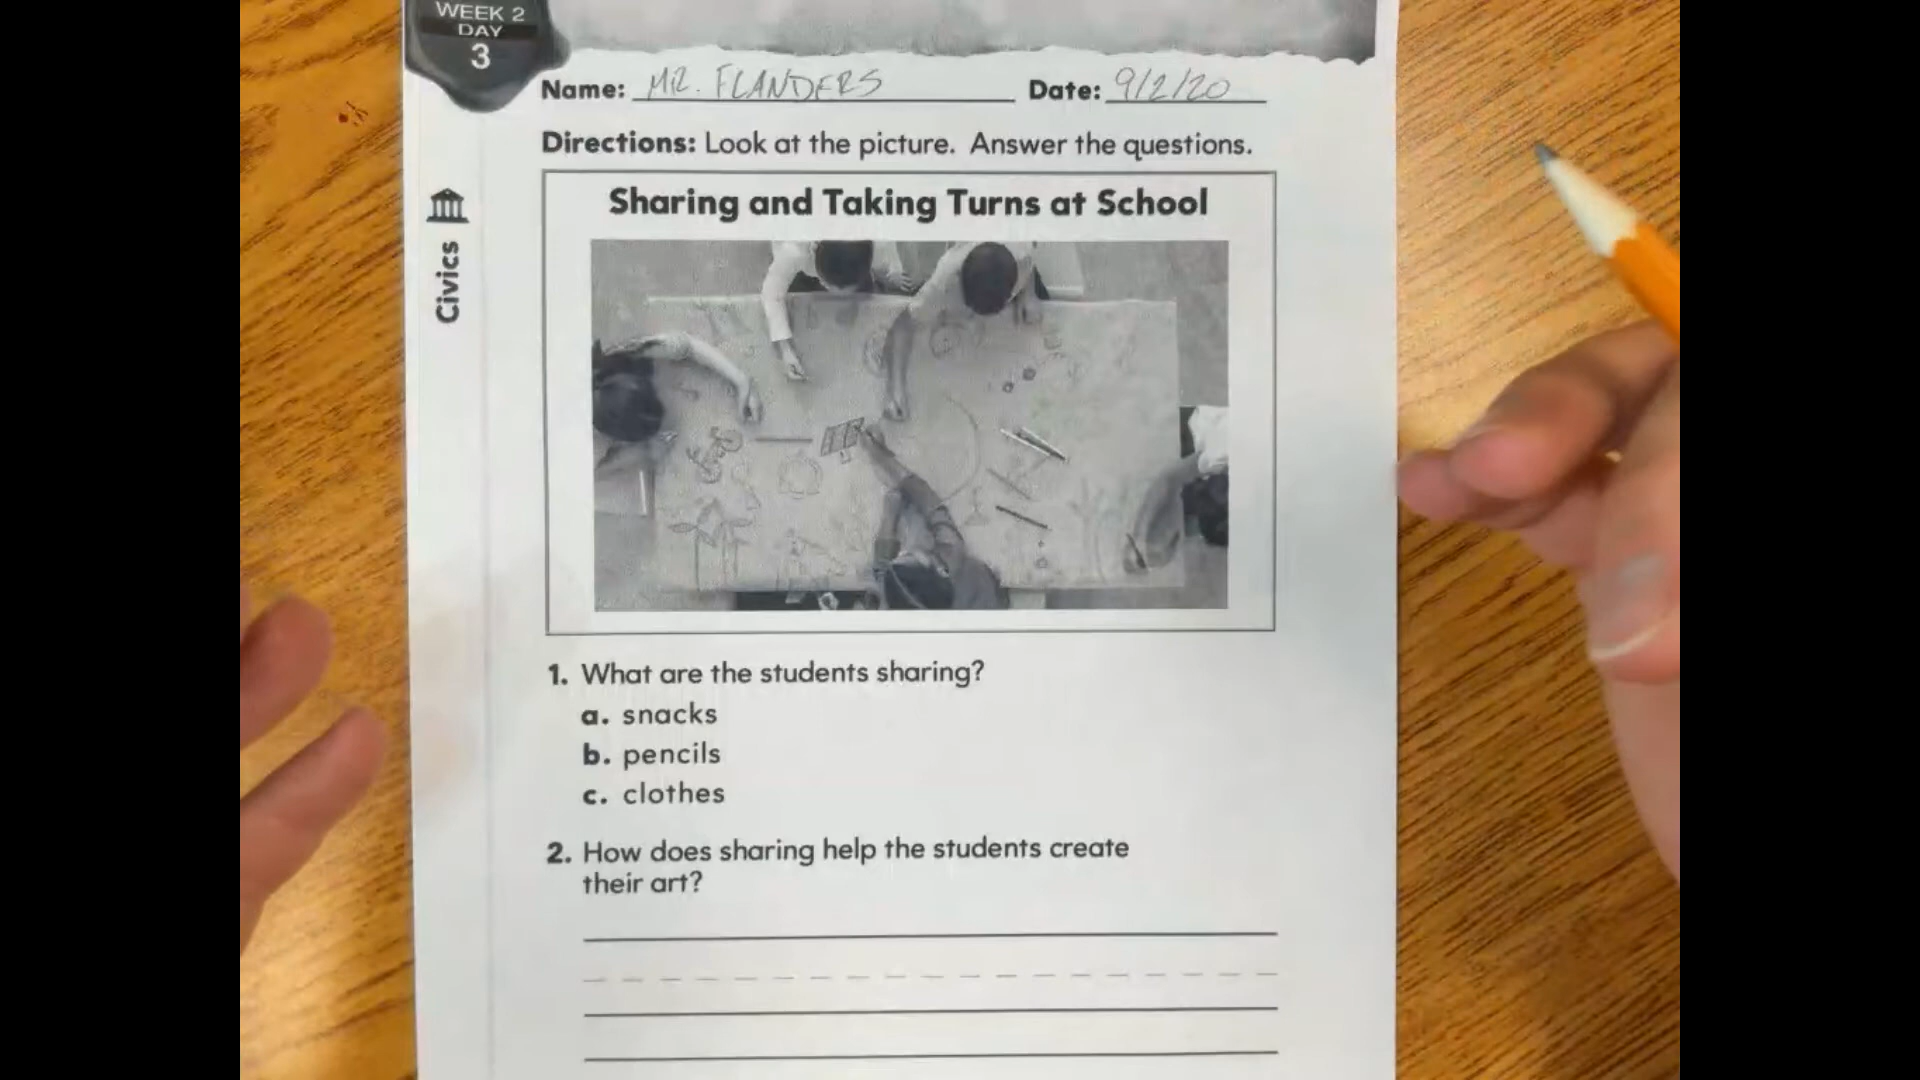 WEEK 2
DAY
3
Name: MR. FLANDERS Date: 9/2/20
Directions: Look at the picture. Answer the questions.
Civics
Sharing and Taking Turns at School
1. What are the students sharing?
a. snacks
b. pencils
c. clothes
2. How does sharing help the students create
their art?